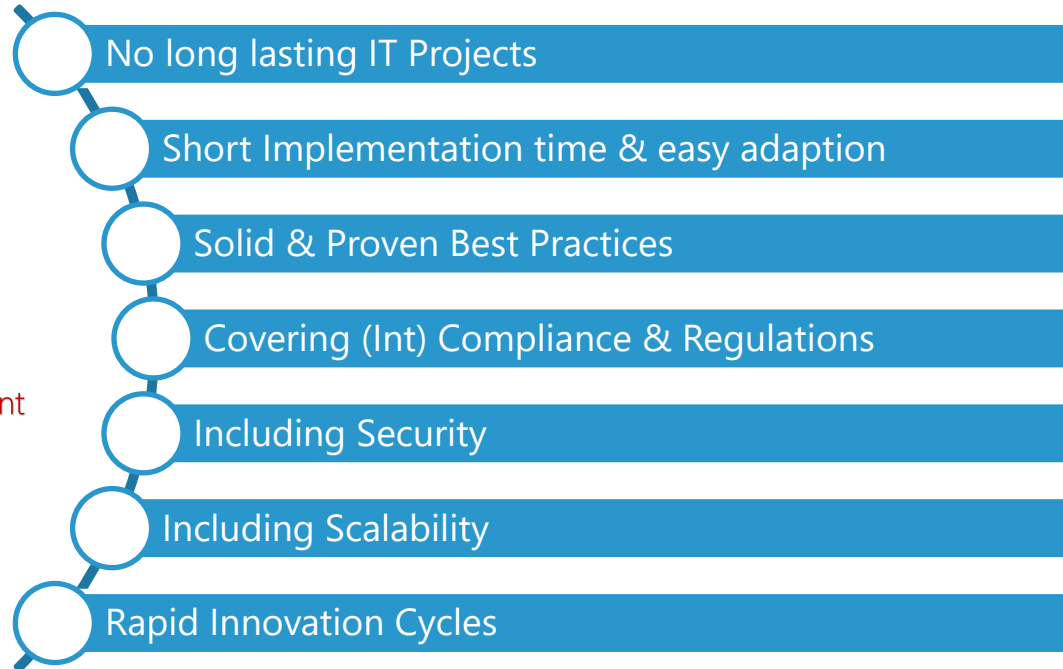 No long lasting IT Projects
Short Implementation time & easy adaption
Solid & Proven Best Practices
Covering (Int) Compliance & Regulations
Including Security
Including Scalability
Rapid Innovation Cycles